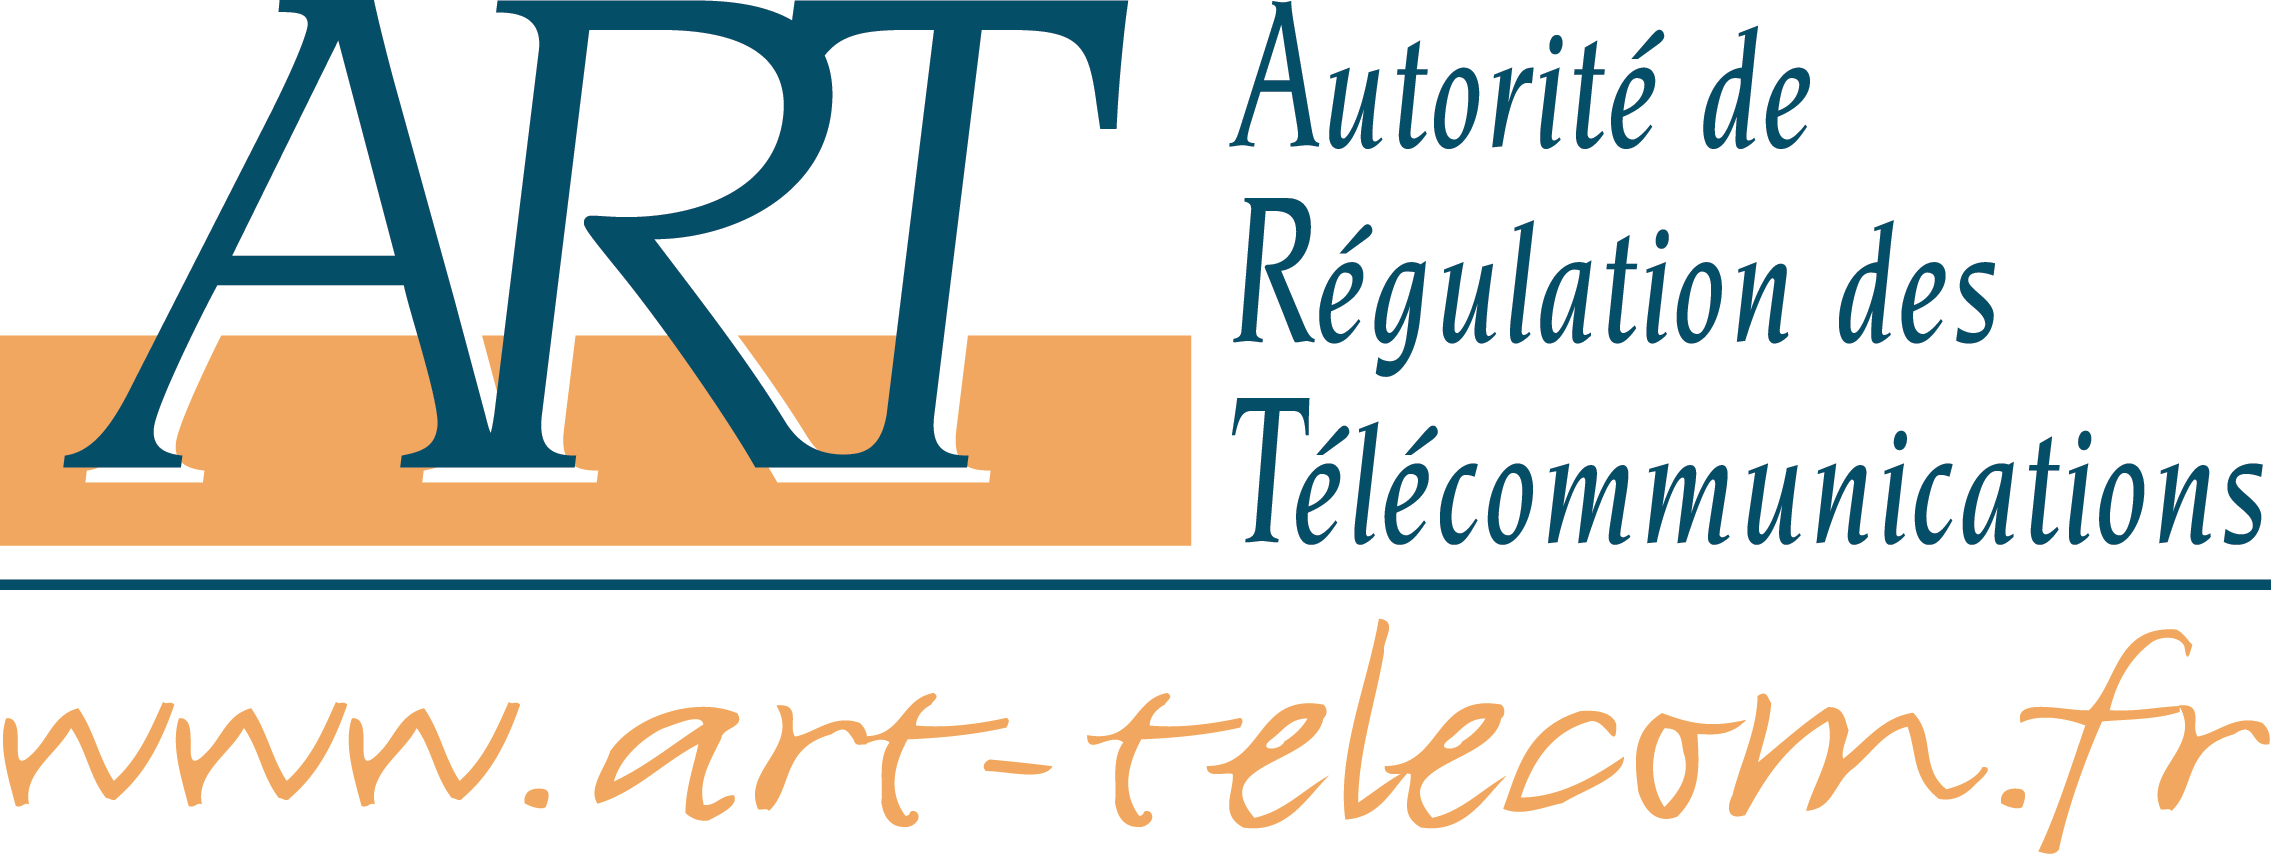 ART
Autorité de
Régulation des
Télécommunications
www.art-telecom.fr